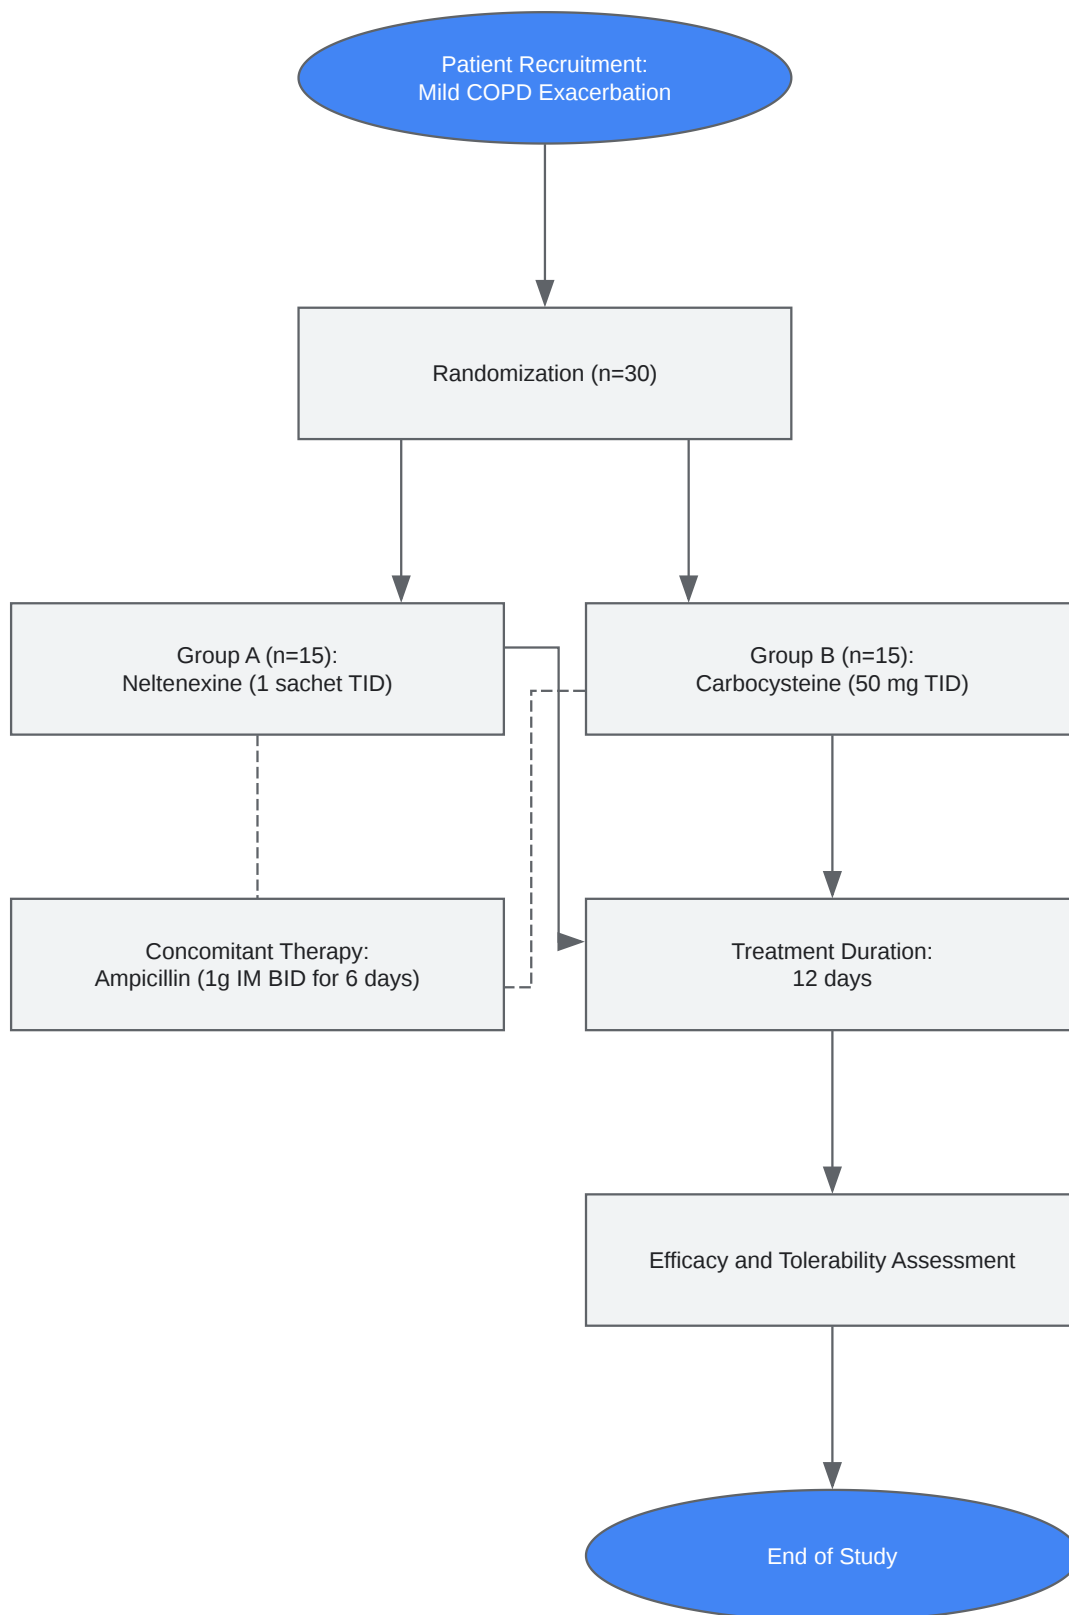 Patient Recruitment:
Mild COPD Exacerbation
Randomization (n=30)
Group A (n=15):
Neltenexine (1 sachet TID)
Group B (n=15):
Carbocysteine (50 mg TID)
Concomitant Therapy:
Ampicillin (1g IM BID for 6 days)
Treatment Duration:
12 days
Efficacy and Tolerability Assessment
End of Study